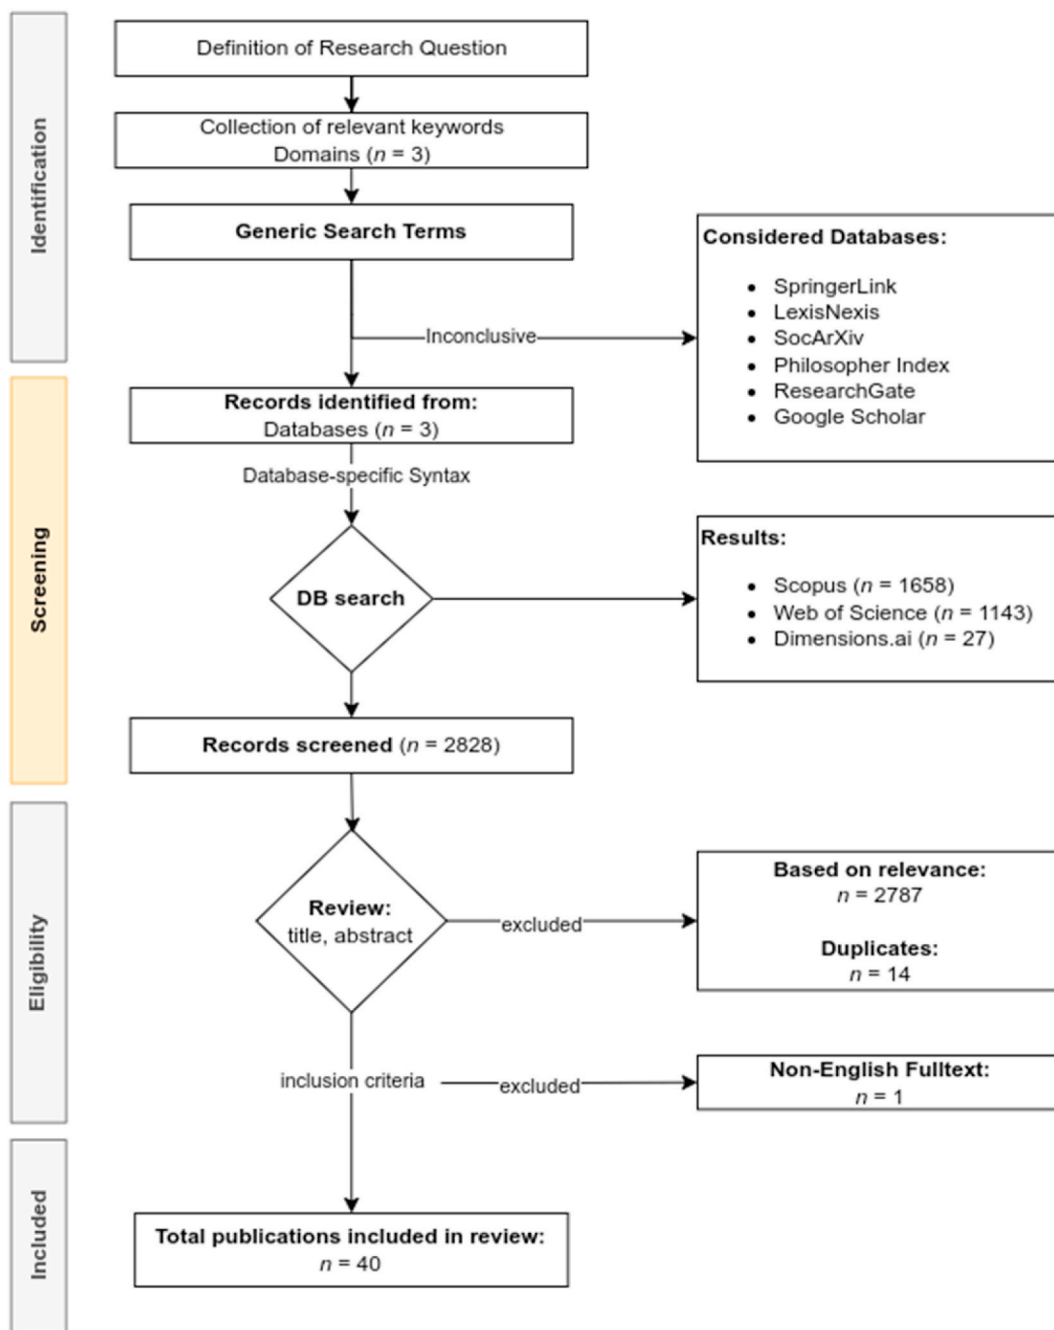 Identification
Definition of Research Question
Collection of relevant keywords
Domains (n = 3)
Generic Search Terms
Inconclusive
Considered Databases:
• SpringerLink
• LexisNexis
• SocArXiv
• Philosopher Index
• ResearchGate
• Google Scholar
Screening
Records identified from:
Databases (n = 3)
Database-specific Syntax
DB search
Results:
• Scopus (n = 1658)
• Web of Science (n = 1143)
• Dimensions.ai (n = 27)
Records screened (n = 2828)
Eligibility
Review:
title, abstract
excluded
Based on relevance:
n = 2787
Duplicates:
n = 14
inclusion criteria
excluded
Non-English Fulltext:
n = 1
Included
Total publications included in review:
n = 40